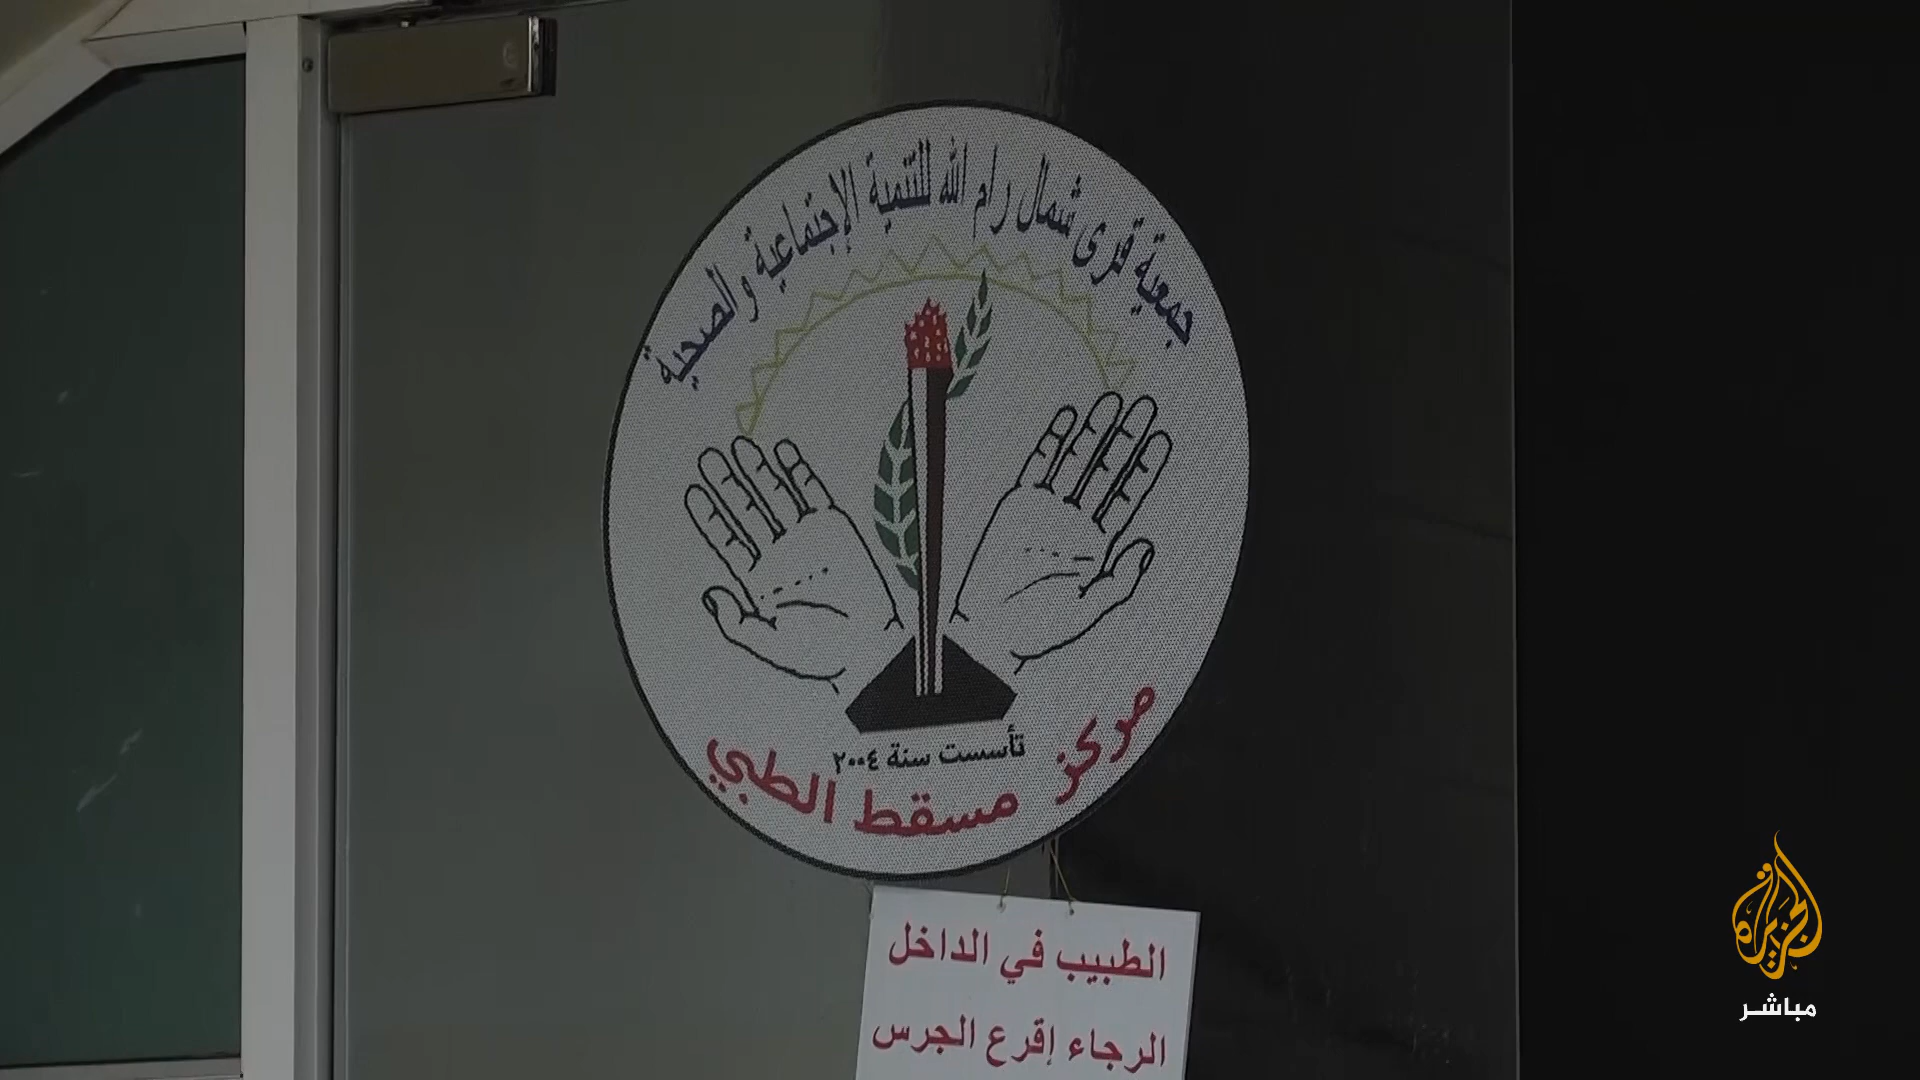 جمعية قرى شمال رام الله للتنمية الإجتماعية والصحية
تأسست سنة ٢٠٠٤
مركز مسقط الطبي
الطبيب في الداخل
الرجاء إقرع الجرس
الجزيرة
مباشر